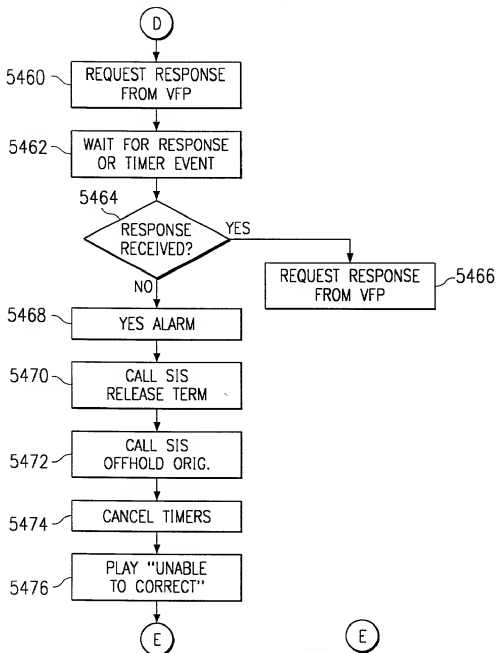 D
5460
REQUEST RESPONSE
FROM VFP
5462
WAIT FOR RESPONSE
OR TIMER EVENT
5464
RESPONSE
RECEIVED?
YES
NO
REQUEST RESPONSE
FROM VFP
5466
5468
YES ALARM
5470
CALL SIS
RELEASE TERM
5472
CALL SIS
OFFHOLD ORIG.
5474
CANCEL TIMERS
5476
PLAY "UNABLE
TO CORRECT"
E
E